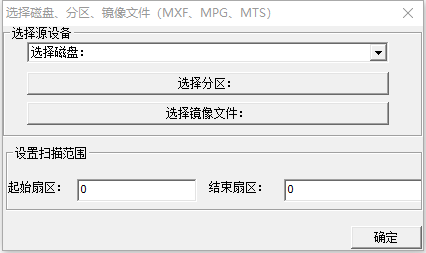 选择磁盘、分区、镜像文件（MXF、MPG、MTS）
选择源设备
选择磁盘：
选择分区：
选择镜像文件：
设置扫描范围
起始扇区： 0 结束扇区： 0
确定